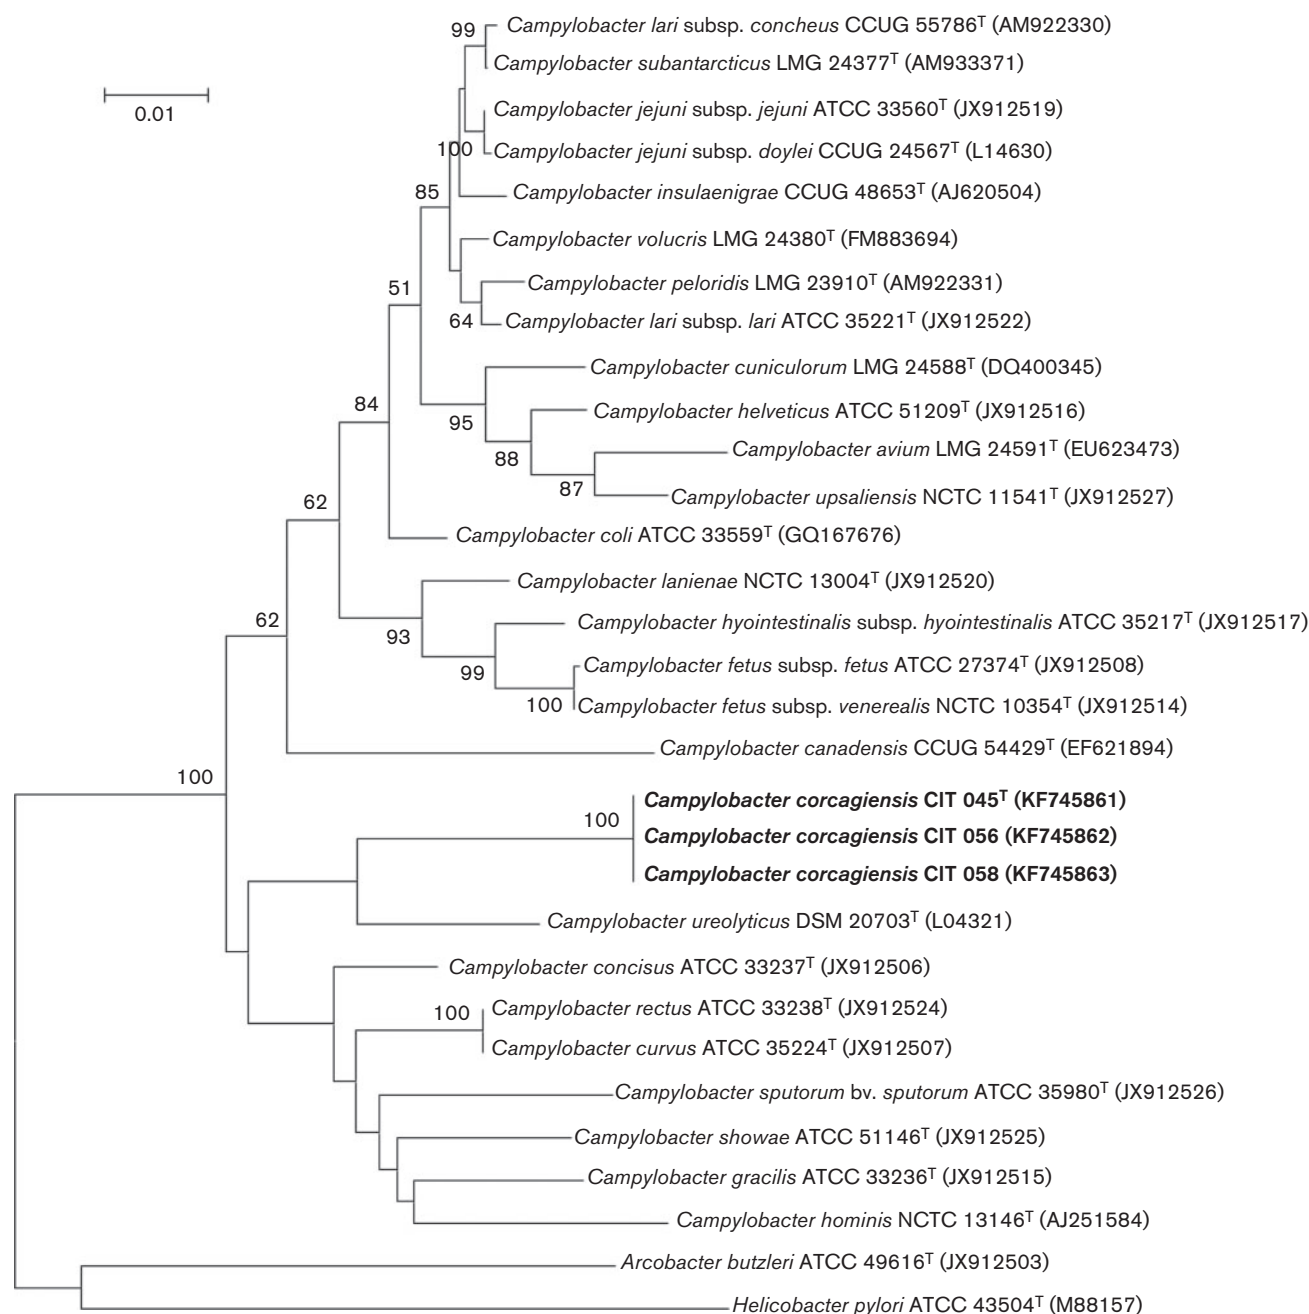 99
Campylobacter lari subsp. concheus CCUG 55786T (AM922330)
Campylobacter subantarcticus LMG 24377T (AM933371)
0.01
Campylobacter jejuni subsp. jejuni ATCC 33560T (JX912519)
100
Campylobacter jejuni subsp. doylei CCUG 24567T (L14630)
85
Campylobacter insulaenigrae CCUG 48653T (AJ620504)
Campylobacter volucris LMG 24380T (FM883694)
51
Campylobacter peloridis LMG 23910T (AM922331)
64
Campylobacter lari subsp. lari ATCC 35221T (JX912522)
Campylobacter cuniculorum LMG 24588T (DQ400345)
84
95
Campylobacter helveticus ATCC 51209T (JX912516)
88
Campylobacter avium LMG 24591T (EU623473)
87
Campylobacter upsaliensis NCTC 11541T (JX912527)
62
Campylobacter coli ATCC 33559T (GQ167676)
Campylobacter lanienae NCTC 13004T (JX912520)
62
93
Campylobacter hyointestinalis subsp. hyointestinalis ATCC 35217T (JX912517)
99
Campylobacter fetus subsp. fetus ATCC 27374T (JX912508)
100
Campylobacter fetus subsp. venerealis NCTC 10354T (JX912514)
Campylobacter canadensis CCUG 54429T (EF621894)
100
Campylobacter corcagiensis CIT 045T (KF745861)
100
Campylobacter corcagiensis CIT 056 (KF745862)
Campylobacter corcagiensis CIT 058 (KF745863)
Campylobacter ureolyticus DSM 20703T (L04321)
Campylobacter concisus ATCC 33237T (JX912506)
100
Campylobacter rectus ATCC 33238T (JX912524)
Campylobacter curvus ATCC 35224T (JX912507)
Campylobacter sputorum bv. sputorum ATCC 35980T (JX912526)
Campylobacter showae ATCC 51146T (JX912525)
Campylobacter gracilis ATCC 33236T (JX912515)
Campylobacter hominis NCTC 13146T (AJ251584)
Arcobacter butzleri ATCC 49616T (JX912503)
Helicobacter pylori ATCC 43504T (M88157)